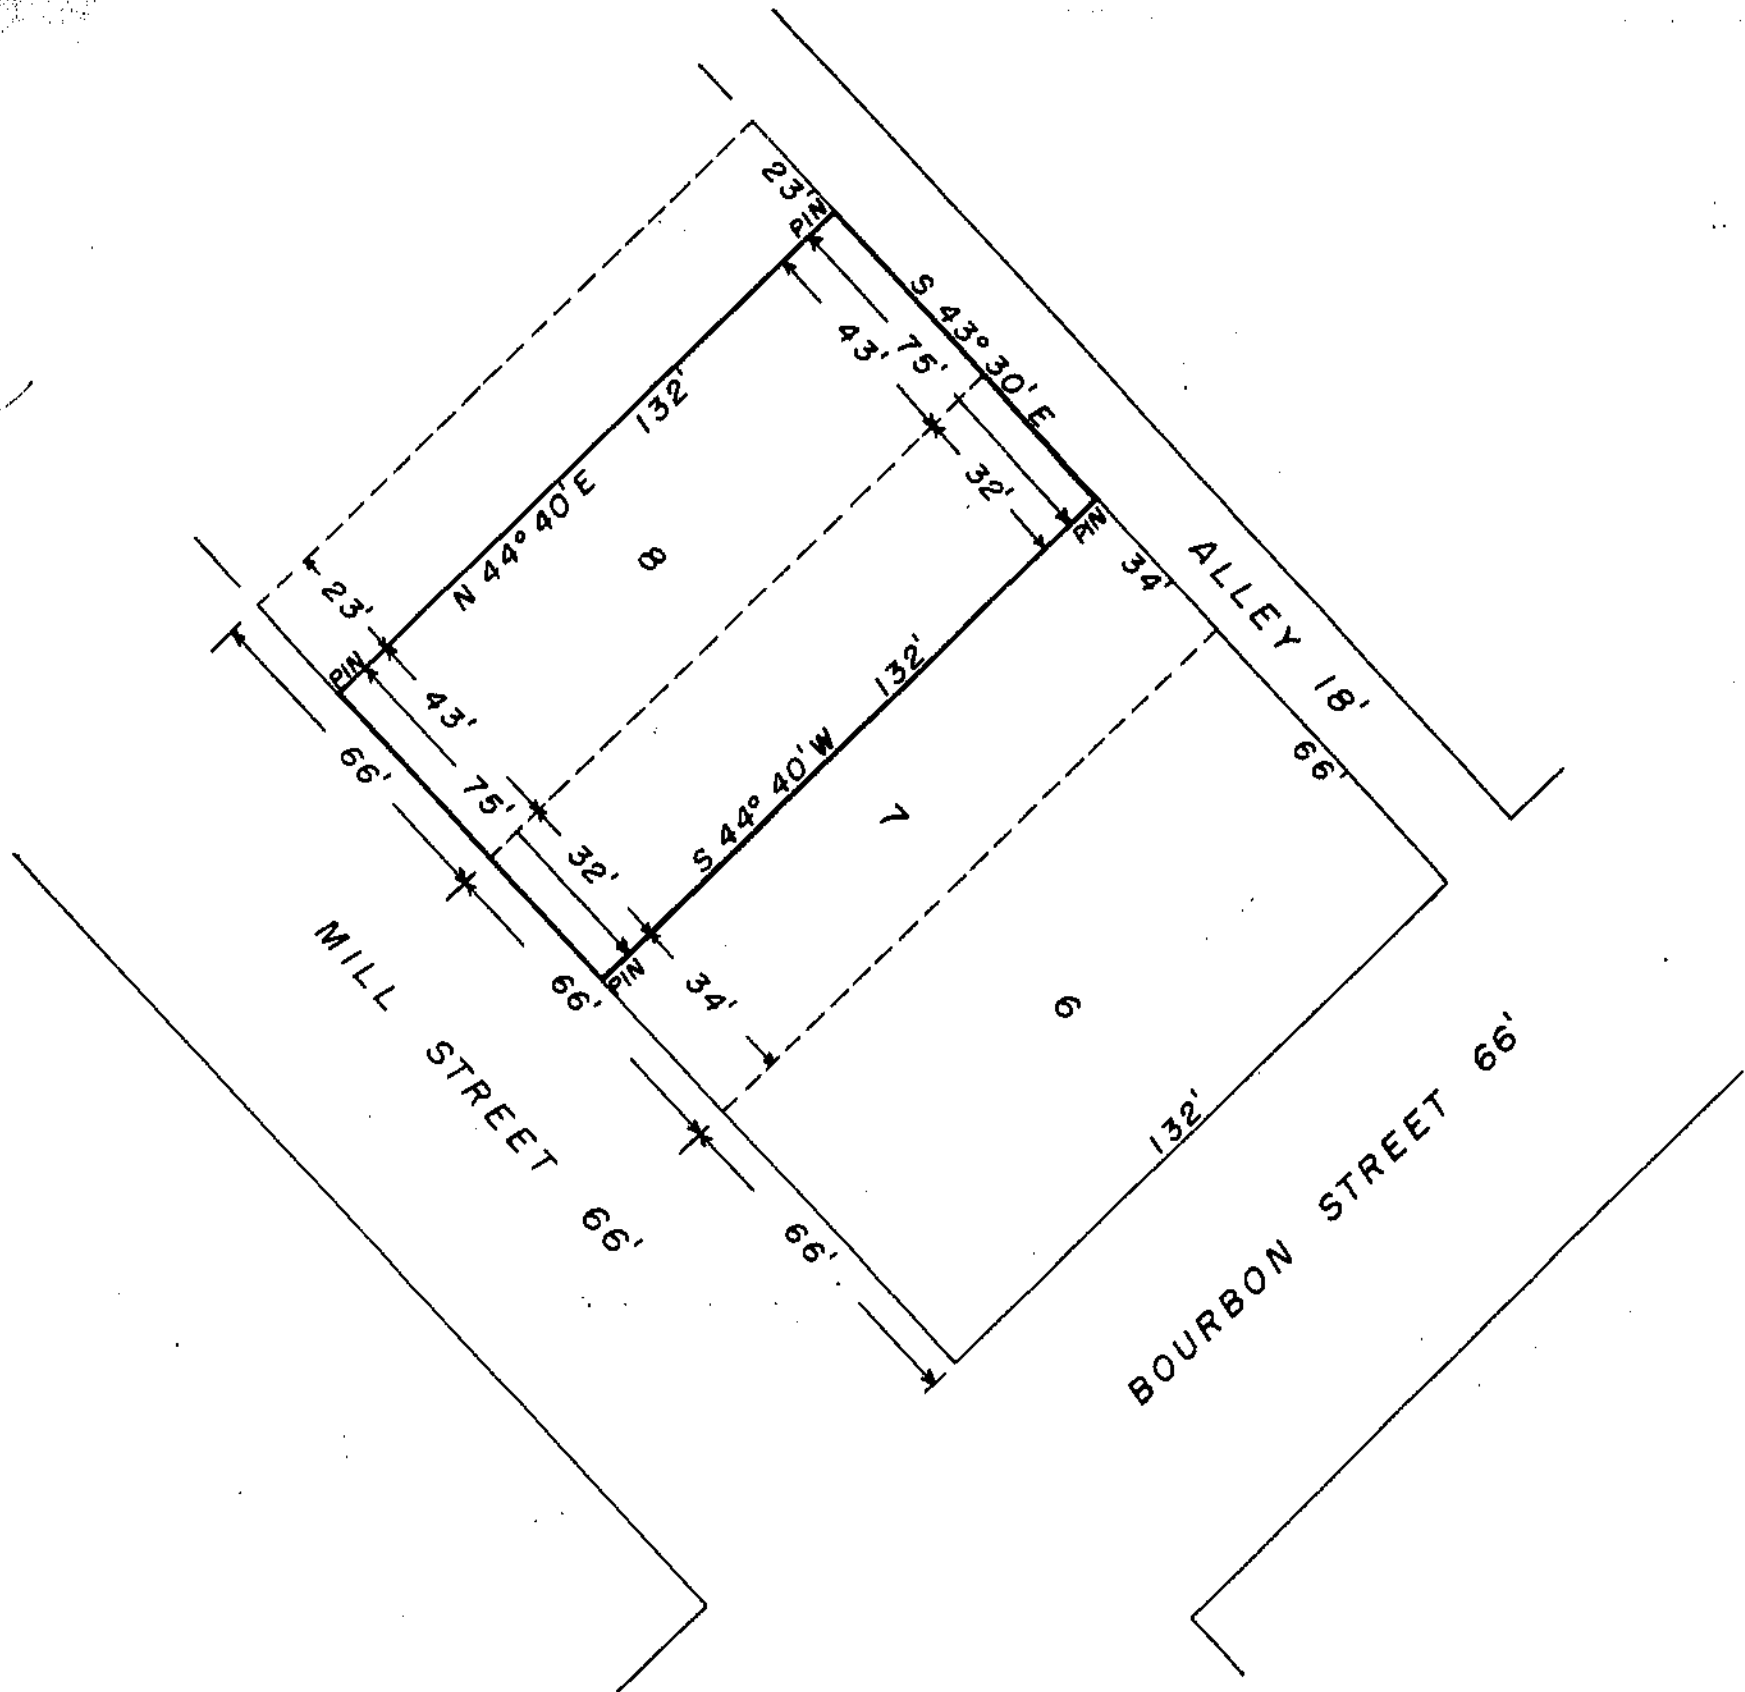 23'
PIN
S 43° 30' E
43'
75'
32'
PIN
34'
ALLEY 18'
66'
132'
N 44° 40' E
8
23'
PIN
43'
66'
75'
32'
132'
S 44° 40' W
7
PIN
34'
66'
6
MILL STREET 66'
66'
132'
BOURBON STREET 66'